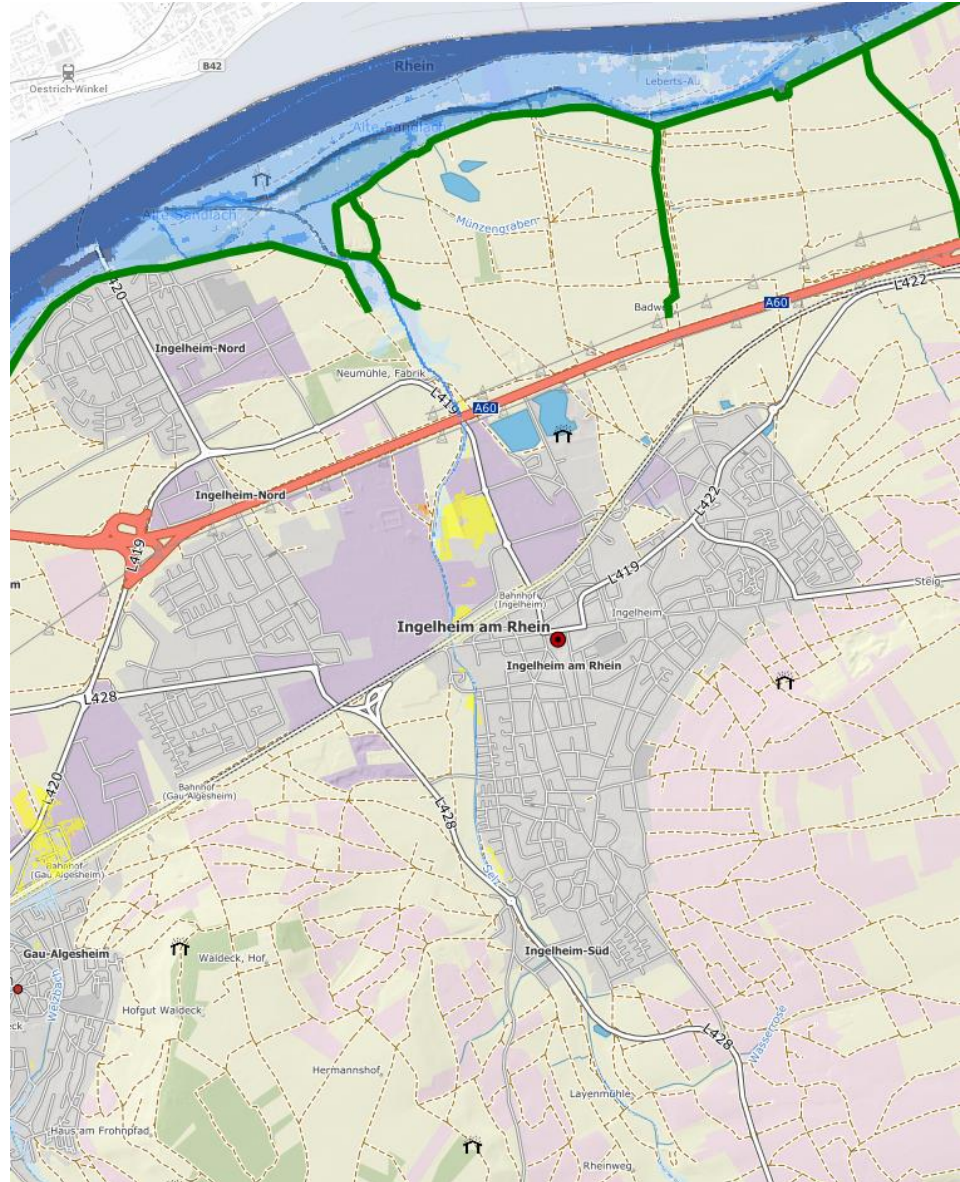 B42
Rhein
Oestrich-Winkel
Leberts-Au
Alte Sandlach
Alte Sandlach
Münzengraben
L420
L422
A60
Ingelheim-Nord
Neumühle, Fabrik
L419
A60
Ingelheim-Nord
L422
L419
L419
Steig
Bahnhof
(Ingelheim)
Ingelheim
Ingelheim am Rhein
Ingelheim am Rhein
L428
L420
Bahnhof
(Gau Algesheim)
L428
Bahnhof
(Gau Algesheim)
Selz
Gau-Algesheim
Waldeck, Hof
Ingelheim-Süd
Welzbach
Hofgut Waldeck
Wasserrose
L428
Hermannshof
Layenmühle
Haus am Frohnpfad
Rheinweg